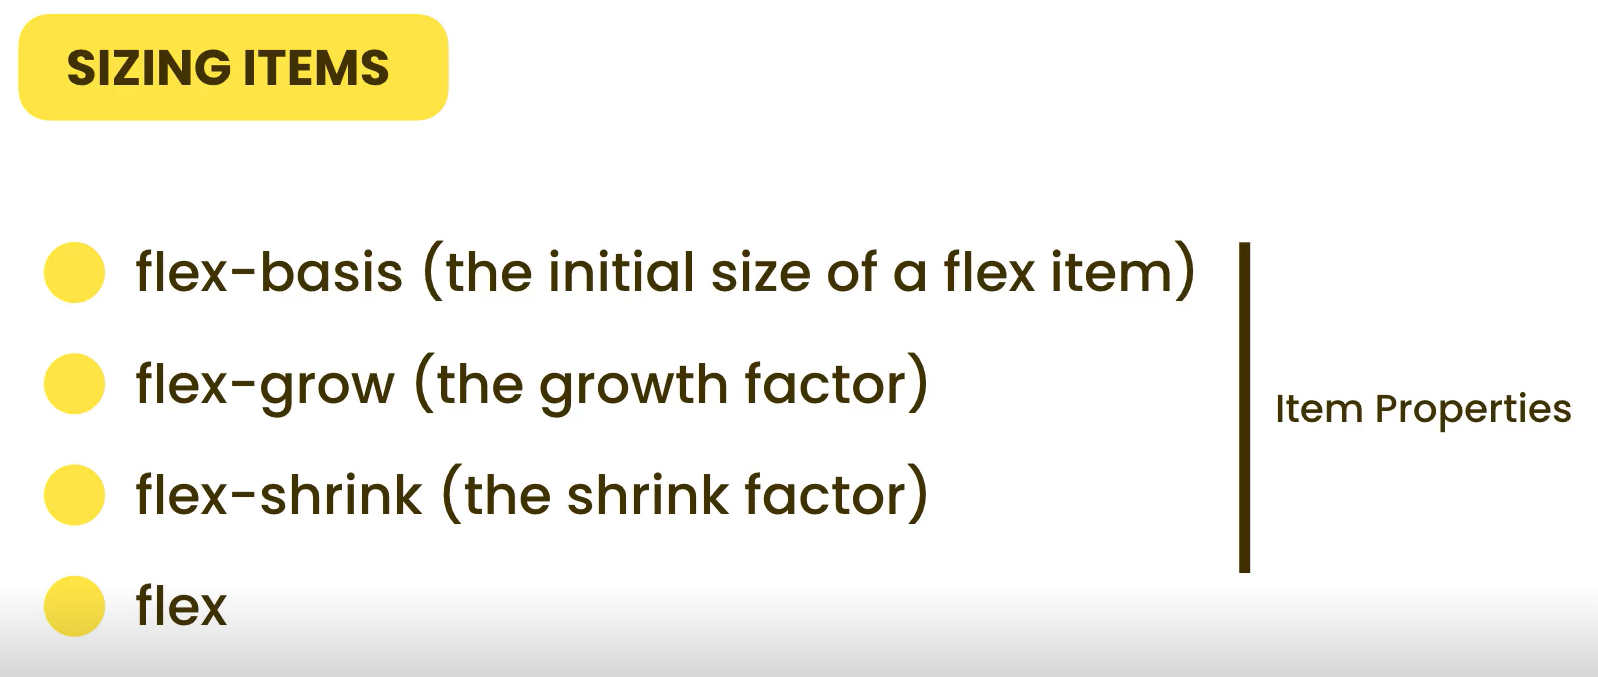 SIZING ITEMS
flex-basis (the initial size of a flex item)
flex-grow (the growth factor)
flex-shrink (the shrink factor)
flex
Item Properties